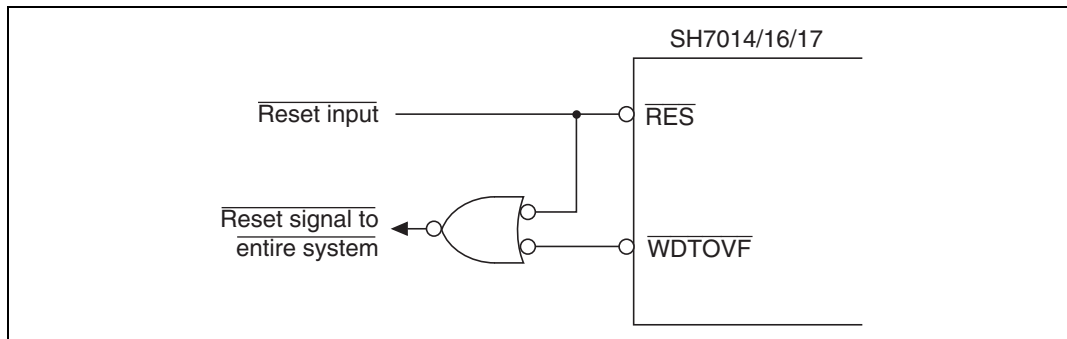 SH7014/16/17
Reset input
RES
Reset signal to
entire system
WDTOVF